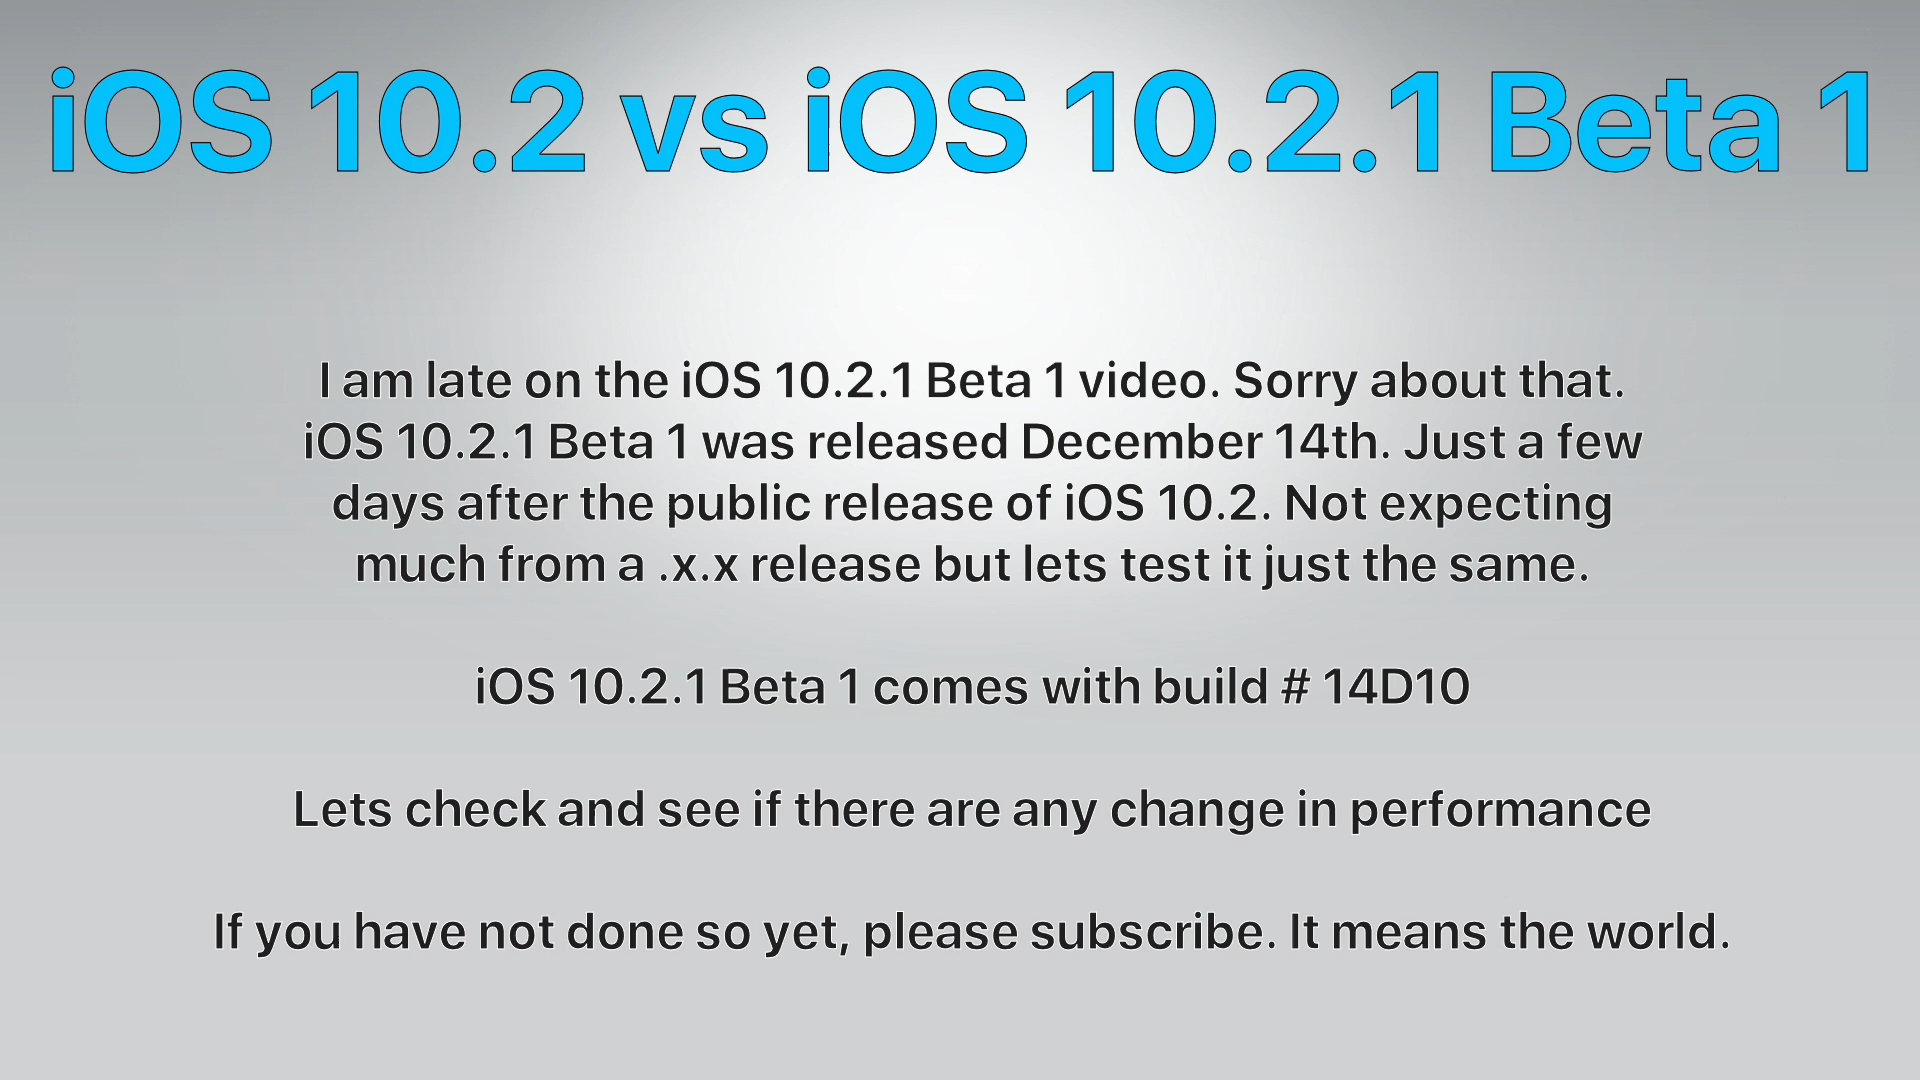 iOS 10.2 vs iOS 10.2.1 Beta 1
I am late on the iOS 10.2.1 Beta 1 video. Sorry about that.
iOS 10.2.1 Beta 1 was released December 14th. Just a few
days after the public release of iOS 10.2. Not expecting
much from a .x.x release but lets test it just the same.
iOS 10.2.1 Beta 1 comes with build # 14D10
Lets check and see if there are any change in performance
If you have not done so yet, please subscribe. It means the world.